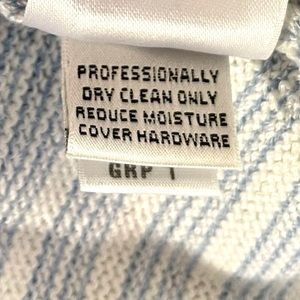 PROFESSIONALLY
DRY CLEAN ONLY
REDUCE MOISTURE
COVER HARDWARE
GRP 1